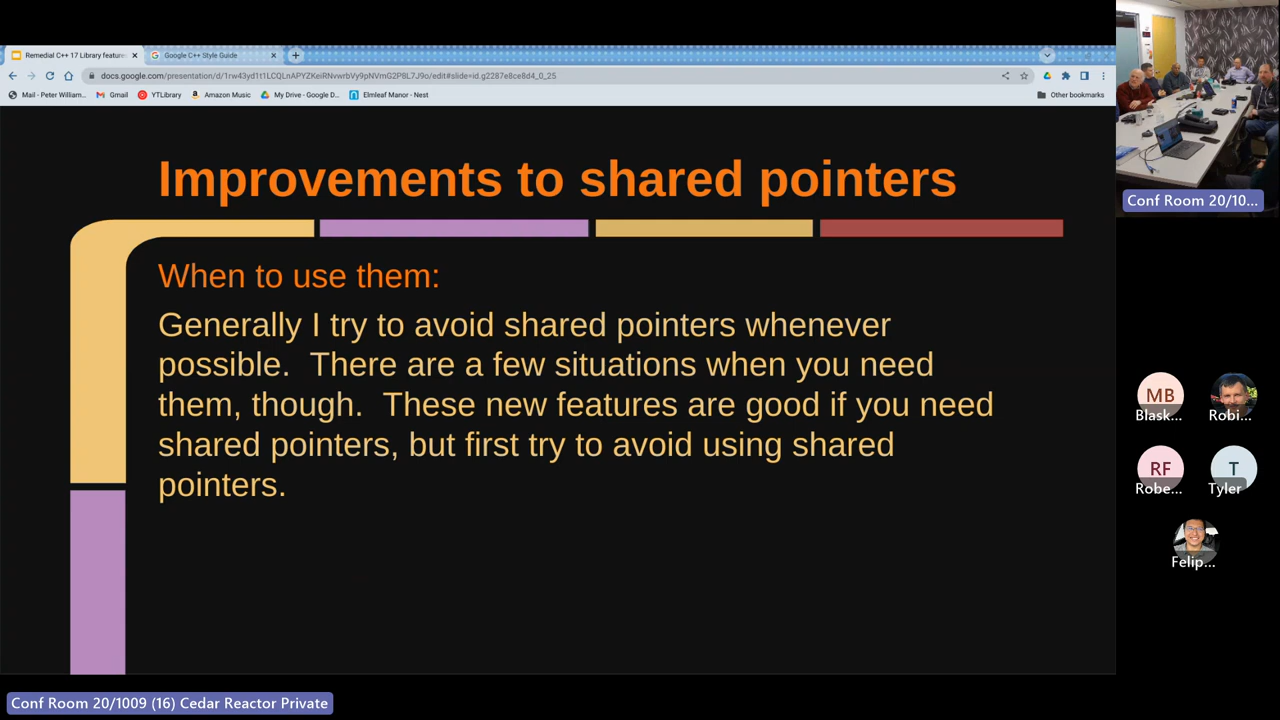 Remedial C++ 17 Library feature
Google C++ Style Guide
docs.google.com/presentation/d/1rw43yd1t1LCQLnAPYZKeiRNvwrbVy9pNVmG2P8L7J9o/edit#slide=id.g2287e8ce8d4_0_25
Mail - Peter William... Gmail YTLibrary Amazon Music My Drive - Google D... Elmleaf Manor - Nest Other bookmarks
Improvements to shared pointers
When to use them:
Generally I try to avoid shared pointers whenever
possible. There are a few situations when you need
them, though. These new features are good if you need
shared pointers, but first try to avoid using shared
pointers.
Conf Room 20/10...
MB
Blask...
Robi...
RF
Robe...
T
Tyler
Felip...
Conf Room 20/1009 (16) Cedar Reactor Private